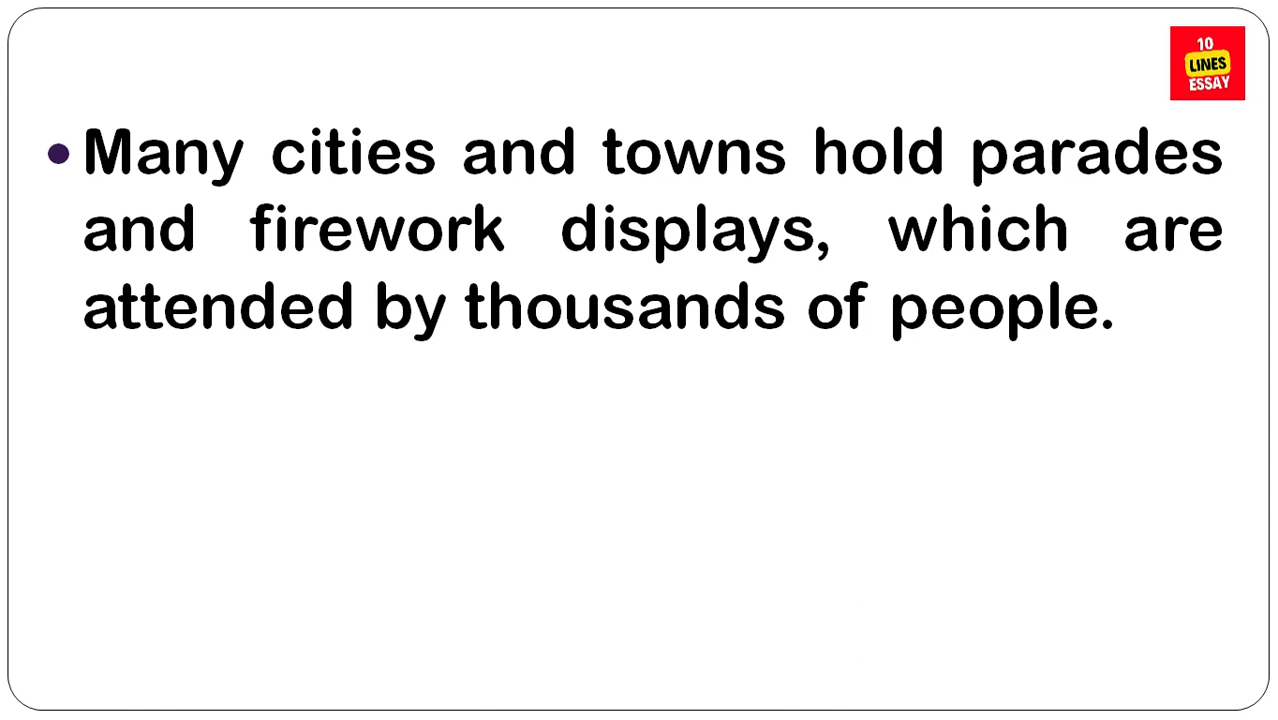 10
LINES
ESSAY
• Many cities and towns hold parades
and firework displays, which are
attended by thousands of people.